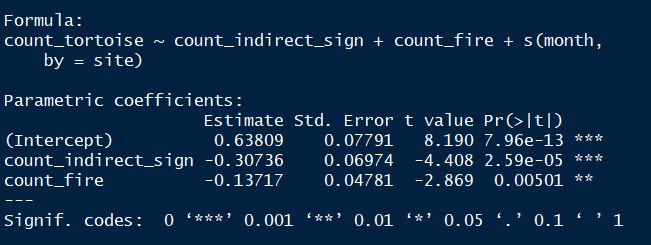 Formula:
count_tortoise ~ count_indirect_sign + count_fire + s(month,
    by = site)

Parametric coefficients:
                    Estimate Std. Error t value Pr(>|t|)
(Intercept)          0.63809    0.07791   8.190 7.96e-13 ***
count_indirect_sign -0.30736    0.06974  -4.408 2.59e-05 ***
count_fire          -0.13717    0.04781  -2.869  0.00501 **
---
Signif. codes:  0 ‘***’ 0.001 ‘**’ 0.01 ‘*’ 0.05 ‘.’ 0.1 ‘ ’ 1